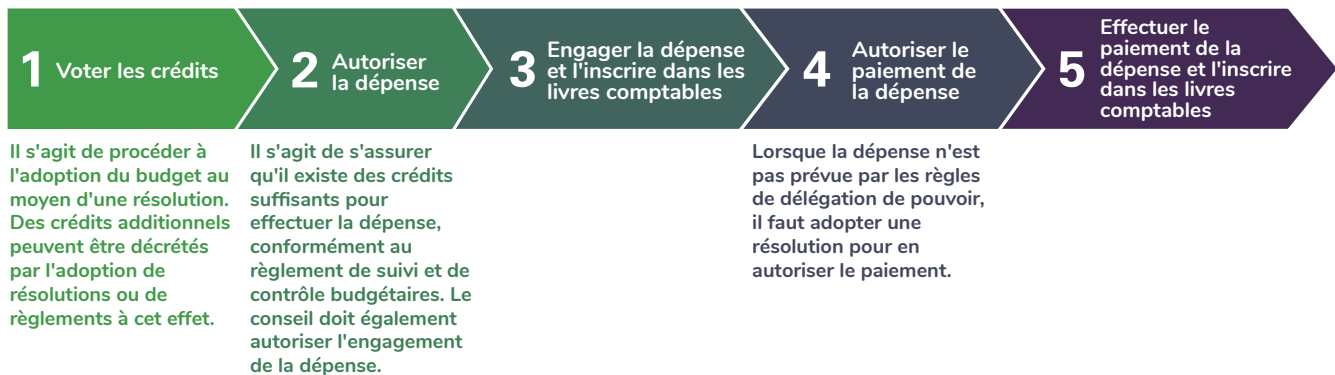 1 Voter les crédits
2 Autoriser
la dépense
3 Engager la dépense
et l'inscrire dans les
livres comptables
4 Autoriser le
paiement de
la dépense
5 Effectuer le
paiement de la
dépense et l'inscrire
dans les livres
comptables
Il s'agit de procéder à
l'adoption du budget au
moyen d'une résolution.
Des crédits additionnels
peuvent être décrétés
par l'adoption de
résolutions ou de
règlements à cet effet.
Il s'agit de s'assurer
qu'il existe des crédits
suffisants pour
effectuer la dépense,
conformément au
règlement de suivi et de
contrôle budgétaires. Le
conseil doit également
autoriser l'engagement
de la dépense.
Lorsque la dépense n'est
pas prévue par les règles
de délégation de pouvoir,
il faut adopter une
résolution pour en
autoriser le paiement.